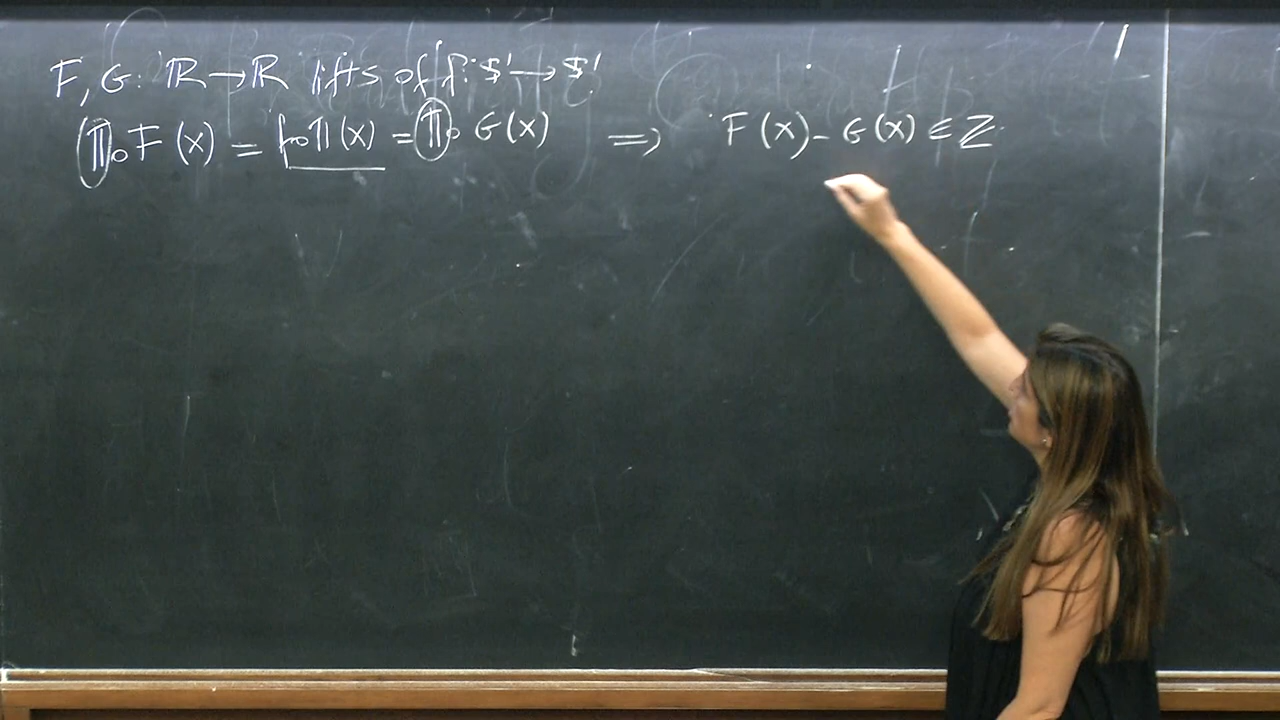 F, G: ℝ → ℝ lifts of f: 𝕊¹ → 𝕊¹
π∘F(x) = f∘π(x) = π∘G(x) ⇒ F(x) - G(x) ∈ ℤ